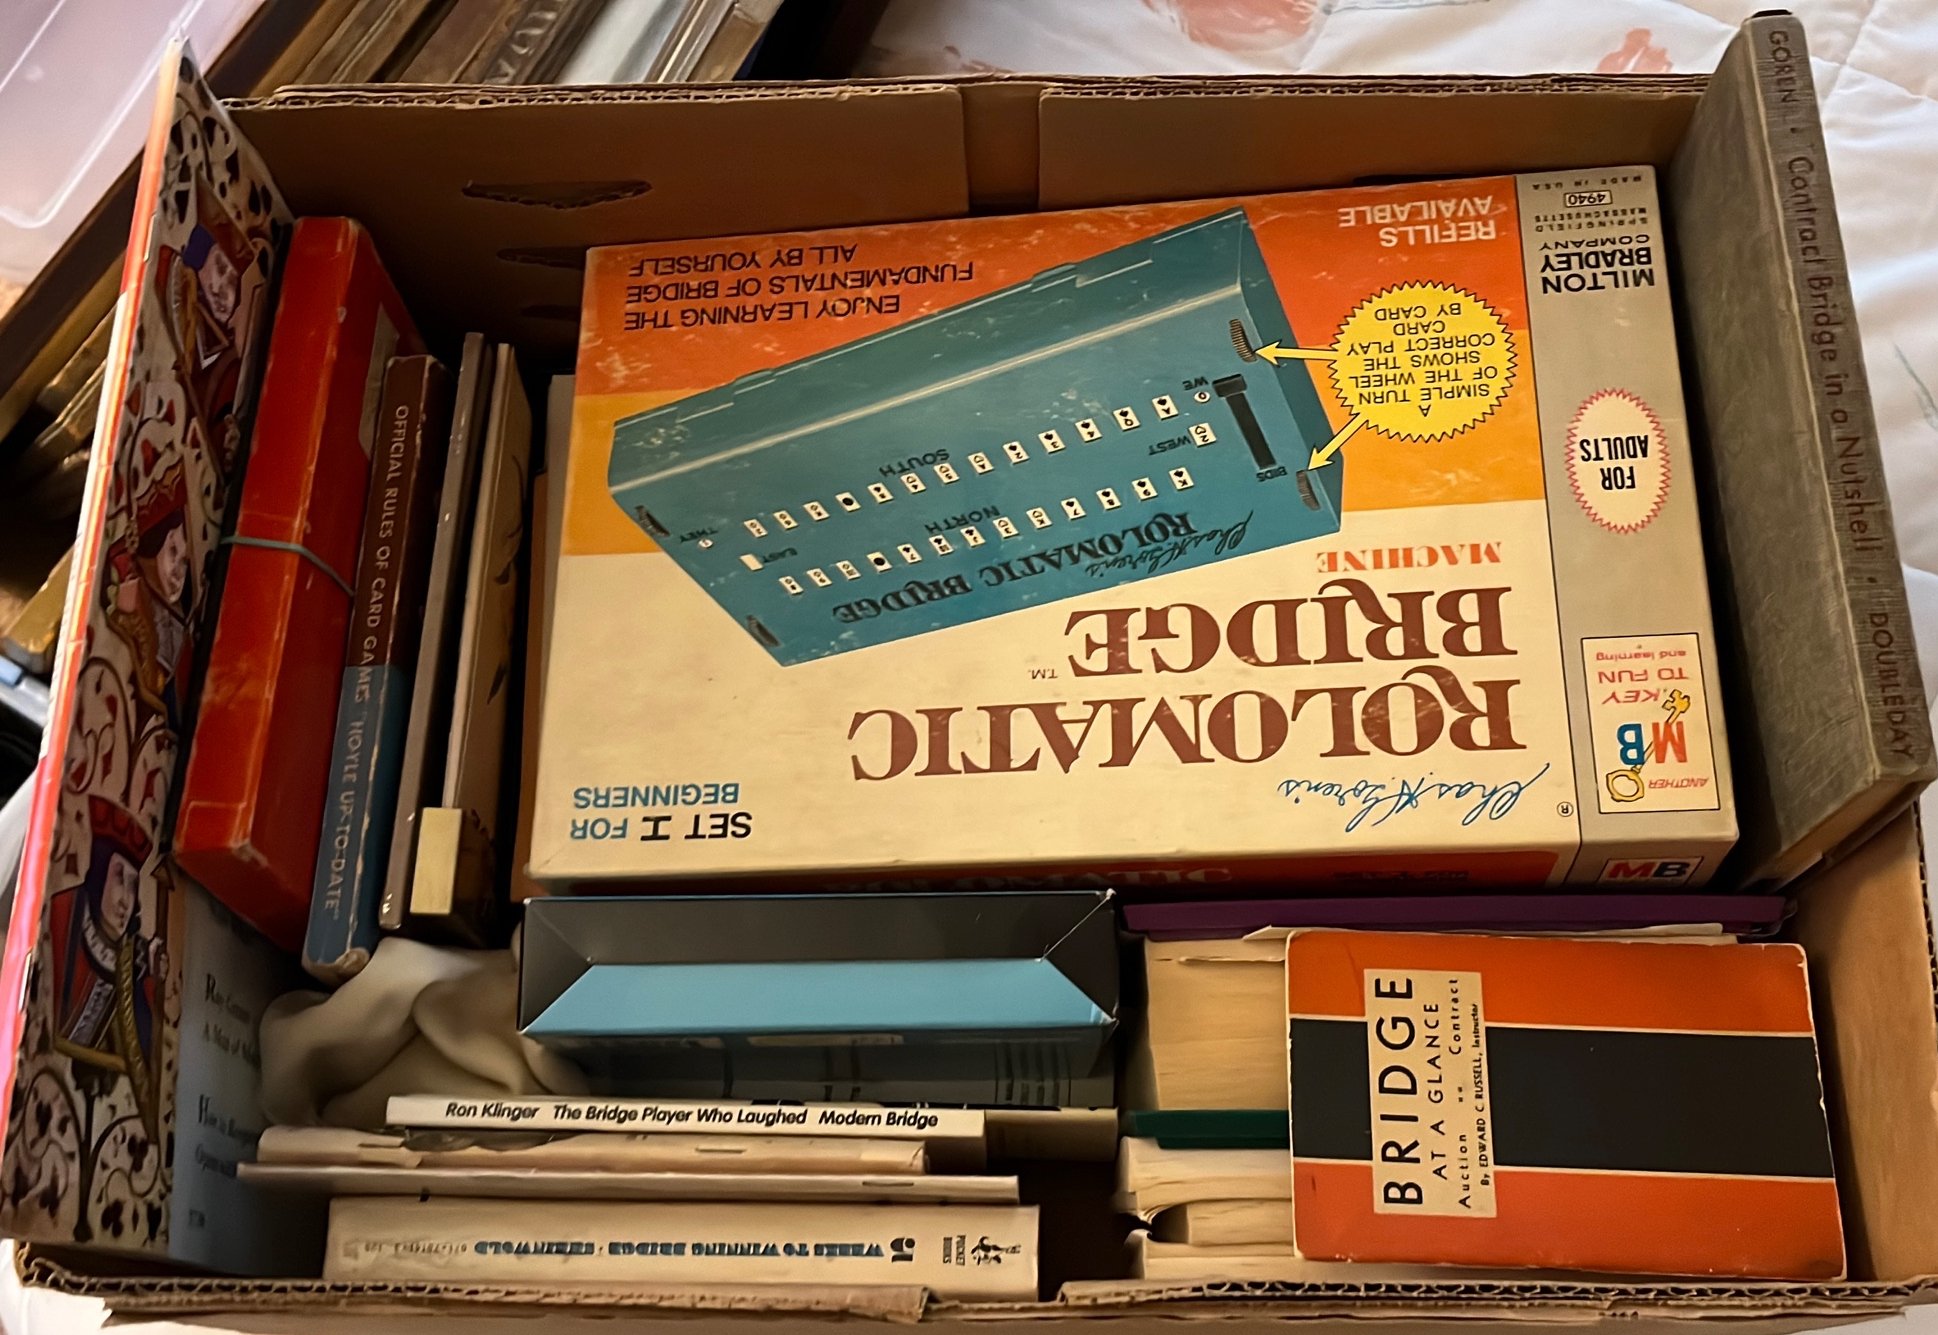 GOREN · Contract Bridge in a Nutshell · DOUBLEDAY
Chas. H. Goren's
ROLOMATIC
BRIDGE
MACHINE
T.M.
®
SET I FOR
BEGINNERS
ENJOY LEARNING THE
FUNDAMENTALS OF BRIDGE
ALL BY YOURSELF
REFILLS
AVAILABLE
A
SIMPLE TURN
OF THE WHEEL
SHOWS THE
CORRECT PLAY
CARD
BY CARD
Chas. H. Goren's
ROLOMATIC BRIDGE
NORTH
SOUTH
EAST
WEST
BIDS
WE
THEY
ANOTHER
MB
KEY
TO FUN
and learning
FOR
ADULTS
MILTON
BRADLEY
COMPANY
SPRINGFIELD
MASSACHUSETTS
4940
MADE IN U.S.A
MB
OFFICIAL RULES OF CARD GAMES "HOYLE UP-TO-DATE"
Ron Klinger The Bridge Player Who Laughed Modern Bridge
5 WEEKS TO WINNING BRIDGE · SHEINWOLD
POCKET
BOOKS
BRIDGE
AT A GLANCE
Auction Contract
By EDWARD C. RUSSELL, Instructor